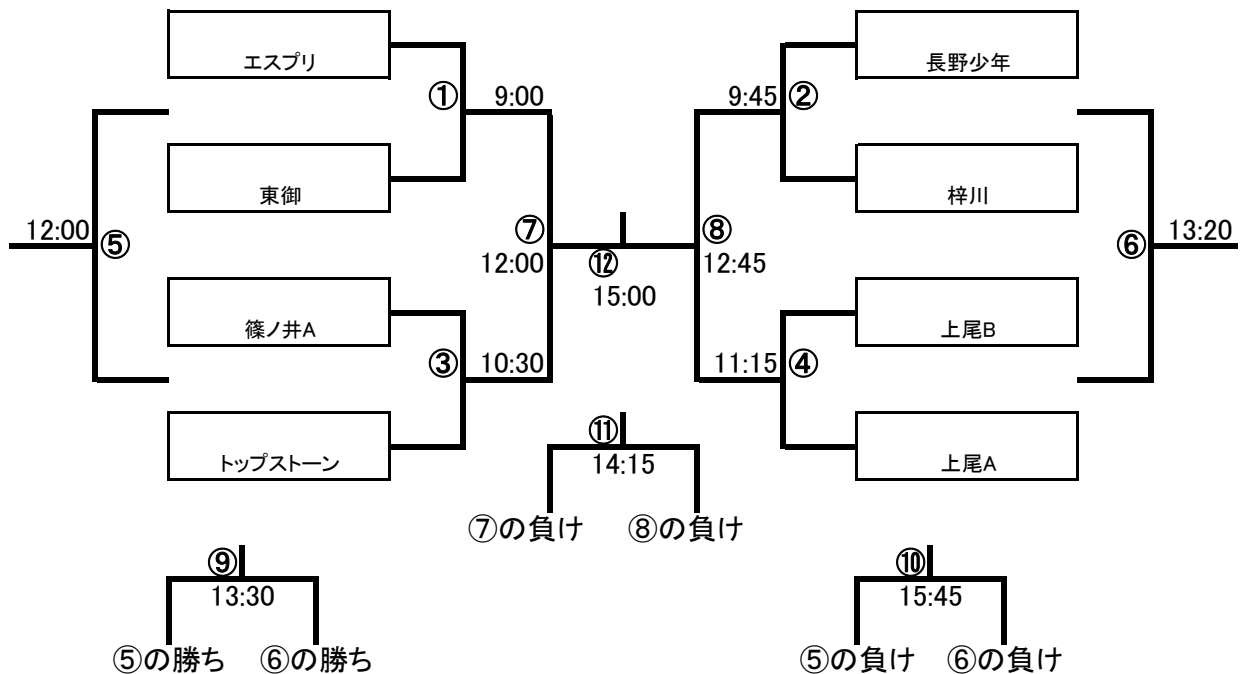 エスプリ
長野少年
① 9:00
9:45 ②
東御
梓川
12:00 ⑤
⑦ 12:00
⑫ 15:00
⑧ 12:45
⑥ 13:20
篠ノ井A
上尾B
③ 10:30
11:15 ④
トップストーン
上尾A
⑪
14:15
⑦の負け ⑧の負け
⑨
13:30
⑤の勝ち ⑥の勝ち
⑩
15:45
⑤の負け ⑥の負け